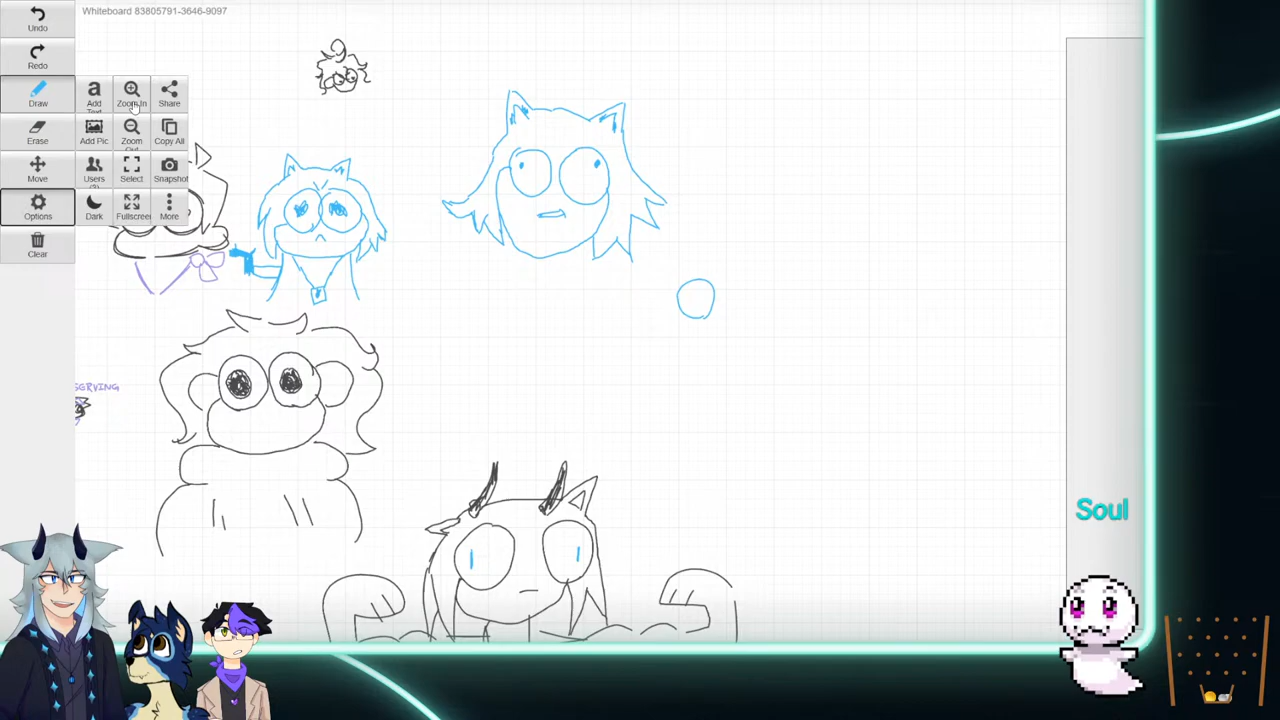 Undo
Whiteboard 83805791-3646-9097
Redo
Draw
a
Add
Text
Zoom In
Share
Erase
Add Pic
Zoom
Out
Copy All
Move
Users
Select
Snapshot
Options
Dark
Fullscreen
More
Clear
SERVING
Soul